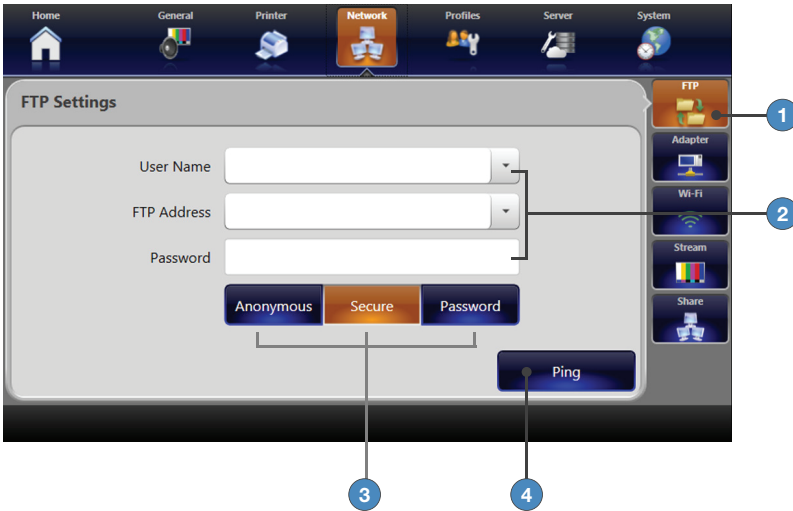 Home General Printer Network Profiles Server System
FTP Settings
FTP
1
Adapter
User Name
Wi-Fi
FTP Address
2
Password
Stream
Anonymous Secure Password
Share
Ping
3 4